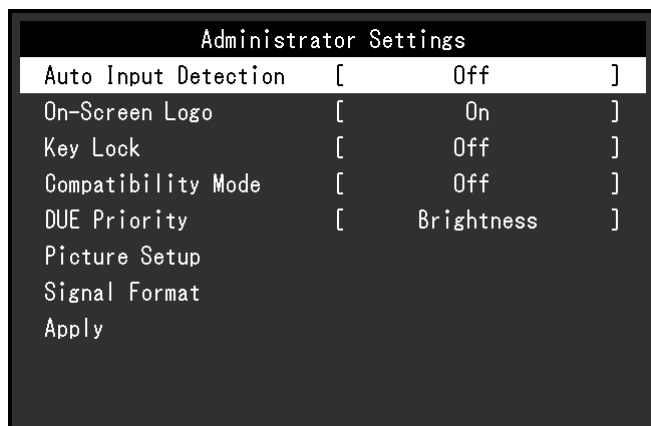 Administrator Settings
Auto Input Detection [ Off ]
On-Screen Logo [ On ]
Key Lock [ Off ]
Compatibility Mode [ Off ]
DUE Priority [ Brightness ]
Picture Setup
Signal Format
Apply